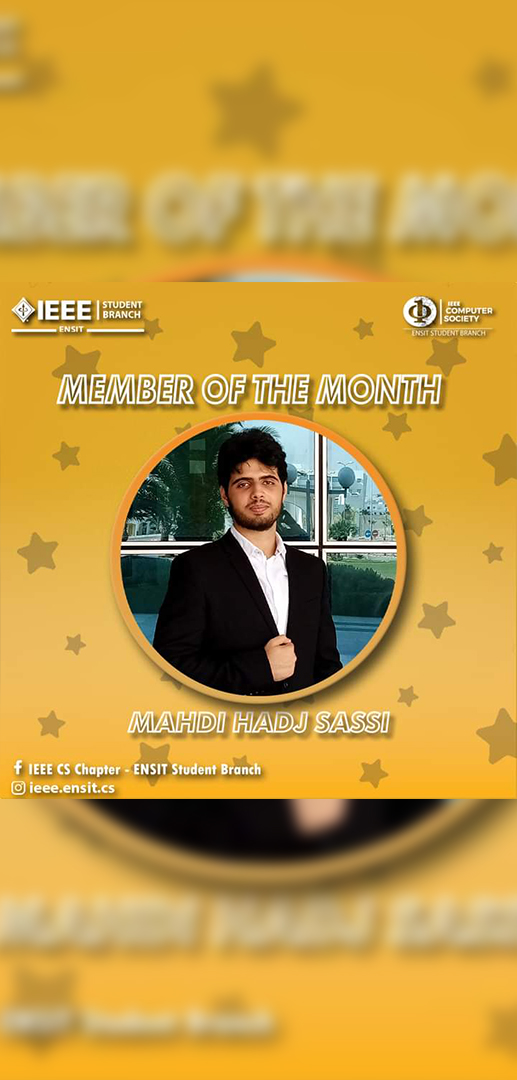 IEEE STUDENT BRANCH
ENSIT
IEEE COMPUTER SOCIETY
ENSIT STUDENT BRANCH
MEMBER OF THE MONTH
MAHDI HADJ SASSI
IEEE CS Chapter - ENSIT Student Branch
ieee.ensit.cs